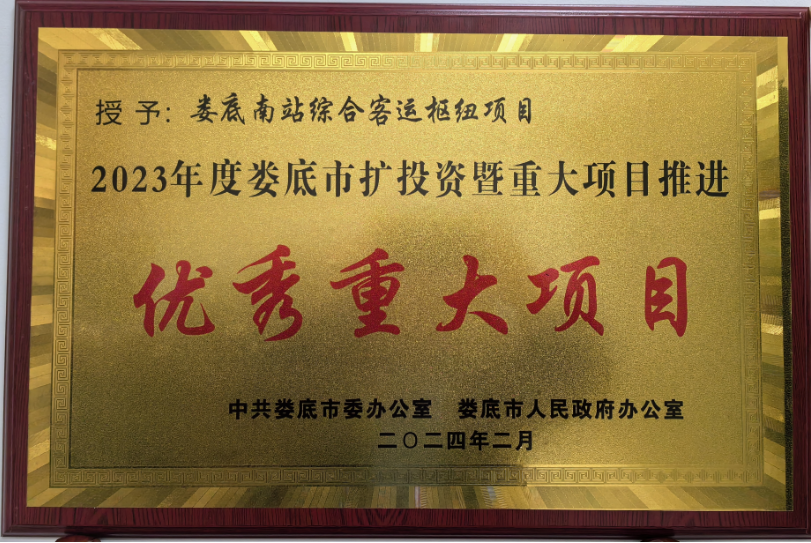 授予：娄底南站综合客运枢纽项目
2023年度娄底市扩投资暨重大项目推进
优秀重大项目
中共娄底市委办公室 娄底市人民政府办公室
二〇二四年二月